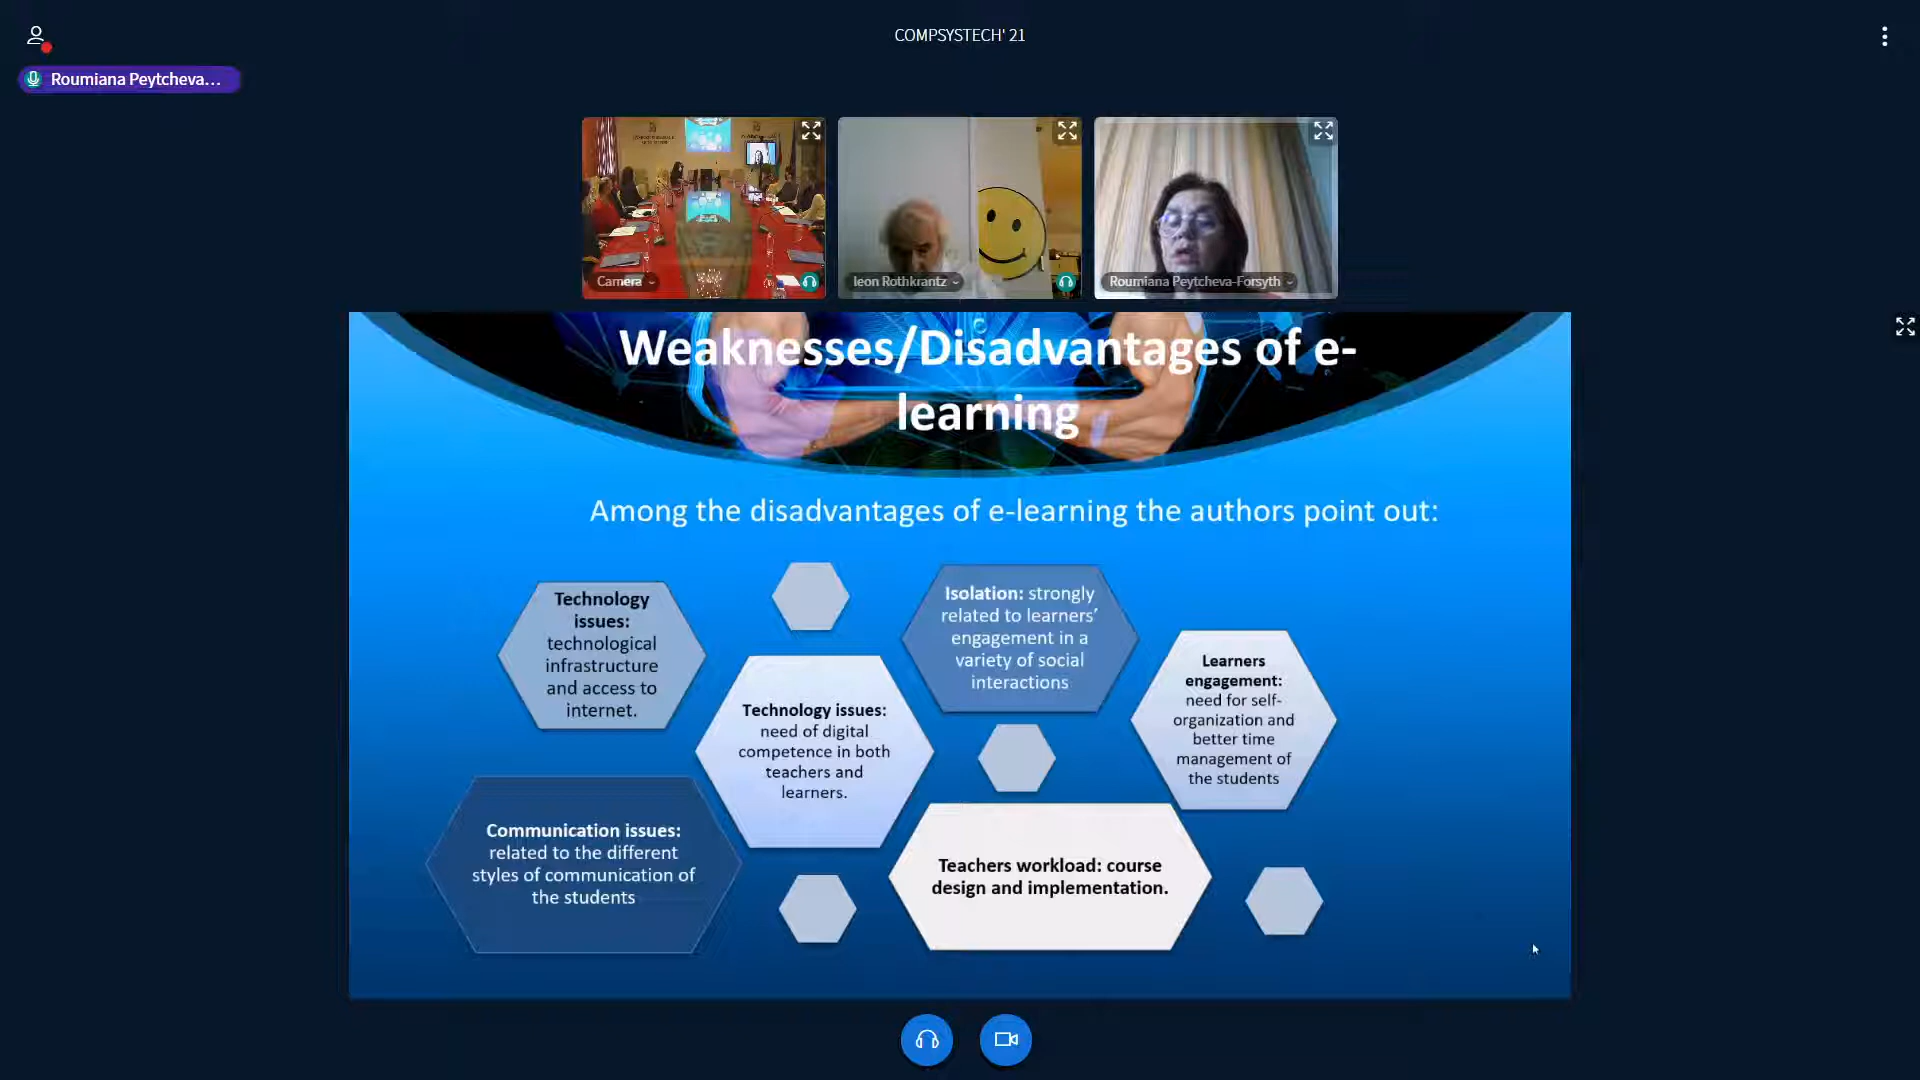 COMPSYSTECH' 21
Roumiana Peytcheva...
Camera
leon Rothkrantz
Roumiana Peytcheva-Forsyth
Weaknesses/Disadvantages of e-
learning
Among the disadvantages of e-learning the authors point out:
Technology
issues:
technological
infrastructure
and access to
internet.
Technology issues:
need of digital
competence in both
teachers and
learners.
Isolation: strongly
related to learners’
engagement in a
variety of social
interactions
Learners
engagement:
need for self-
organization and
better time
management of
the students
Communication issues:
related to the different
styles of communication of
the students
Teachers workload: course
design and implementation.